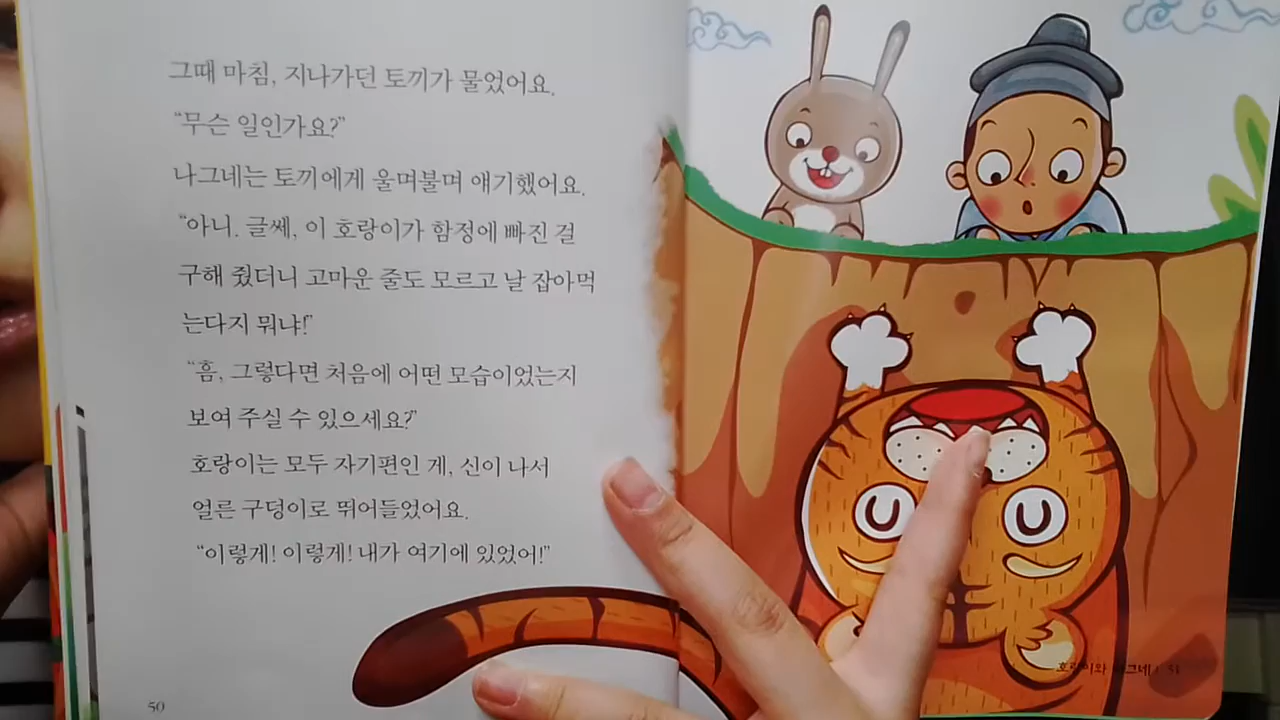 그때 마침, 지나가던 토끼가 물었어요.
“무슨 일인가요?”
나그네는 토끼에게 울며불며 얘기했어요.
“아니. 글쎄, 이 호랑이가 함정에 빠진 걸
구해 줬더니 고마운 줄도 모르고 날 잡아먹
는다지 뭐냐!”
“흠, 그렇다면 처음에 어떤 모습이었는지
보여 주실 수 있으세요?”
호랑이는 모두 자기편인 게, 신이 나서
얼른 구덩이로 뛰어들었어요.
“이렇게! 이렇게! 내가 여기에 있었어!”
50
호랑이와 나그네 51